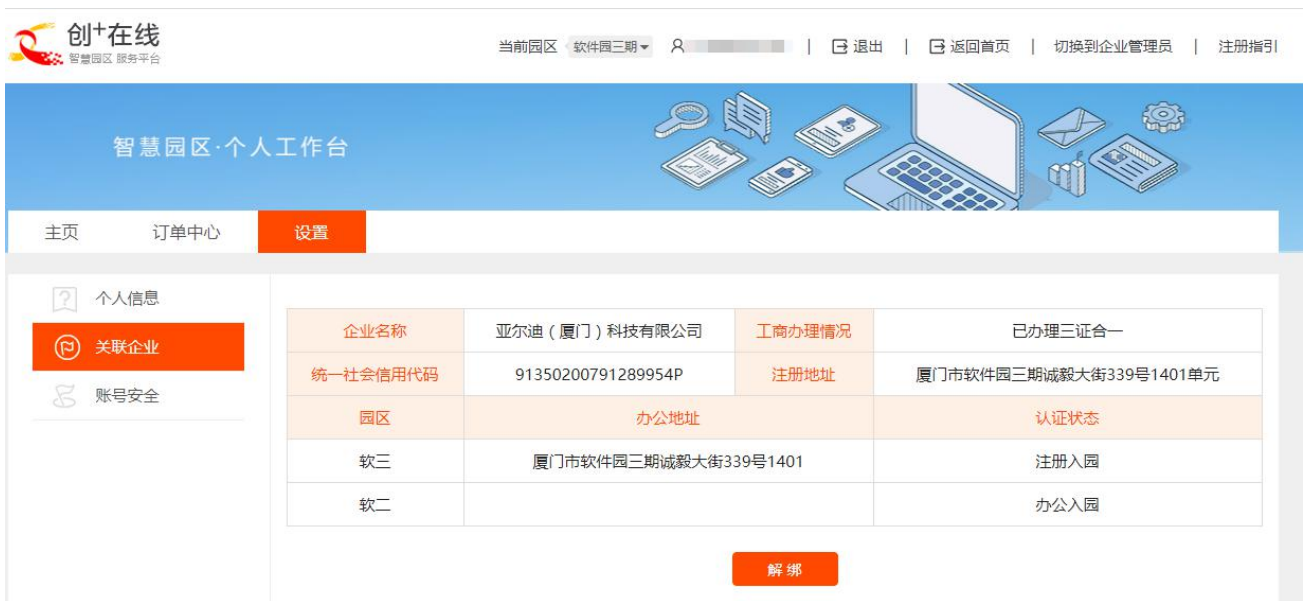 创+在线
智慧园区 服务平台
当前园区 软件园三期 | 退出 | 返回首页 | 切换到企业管理员 | 注册指引
智慧园区·个人工作台
主页 订单中心 设置
个人信息
关联企业
账号安全
企业名称 亚尔迪（厦门）科技有限公司 工商办理情况 已办理三证合一
统一社会信用代码 91350200791289954P 注册地址 厦门市软件园三期诚毅大街339号1401单元
园区 办公地址 认证状态
软三 厦门市软件园三期诚毅大街339号1401 注册入园
软二 办公入园
解绑